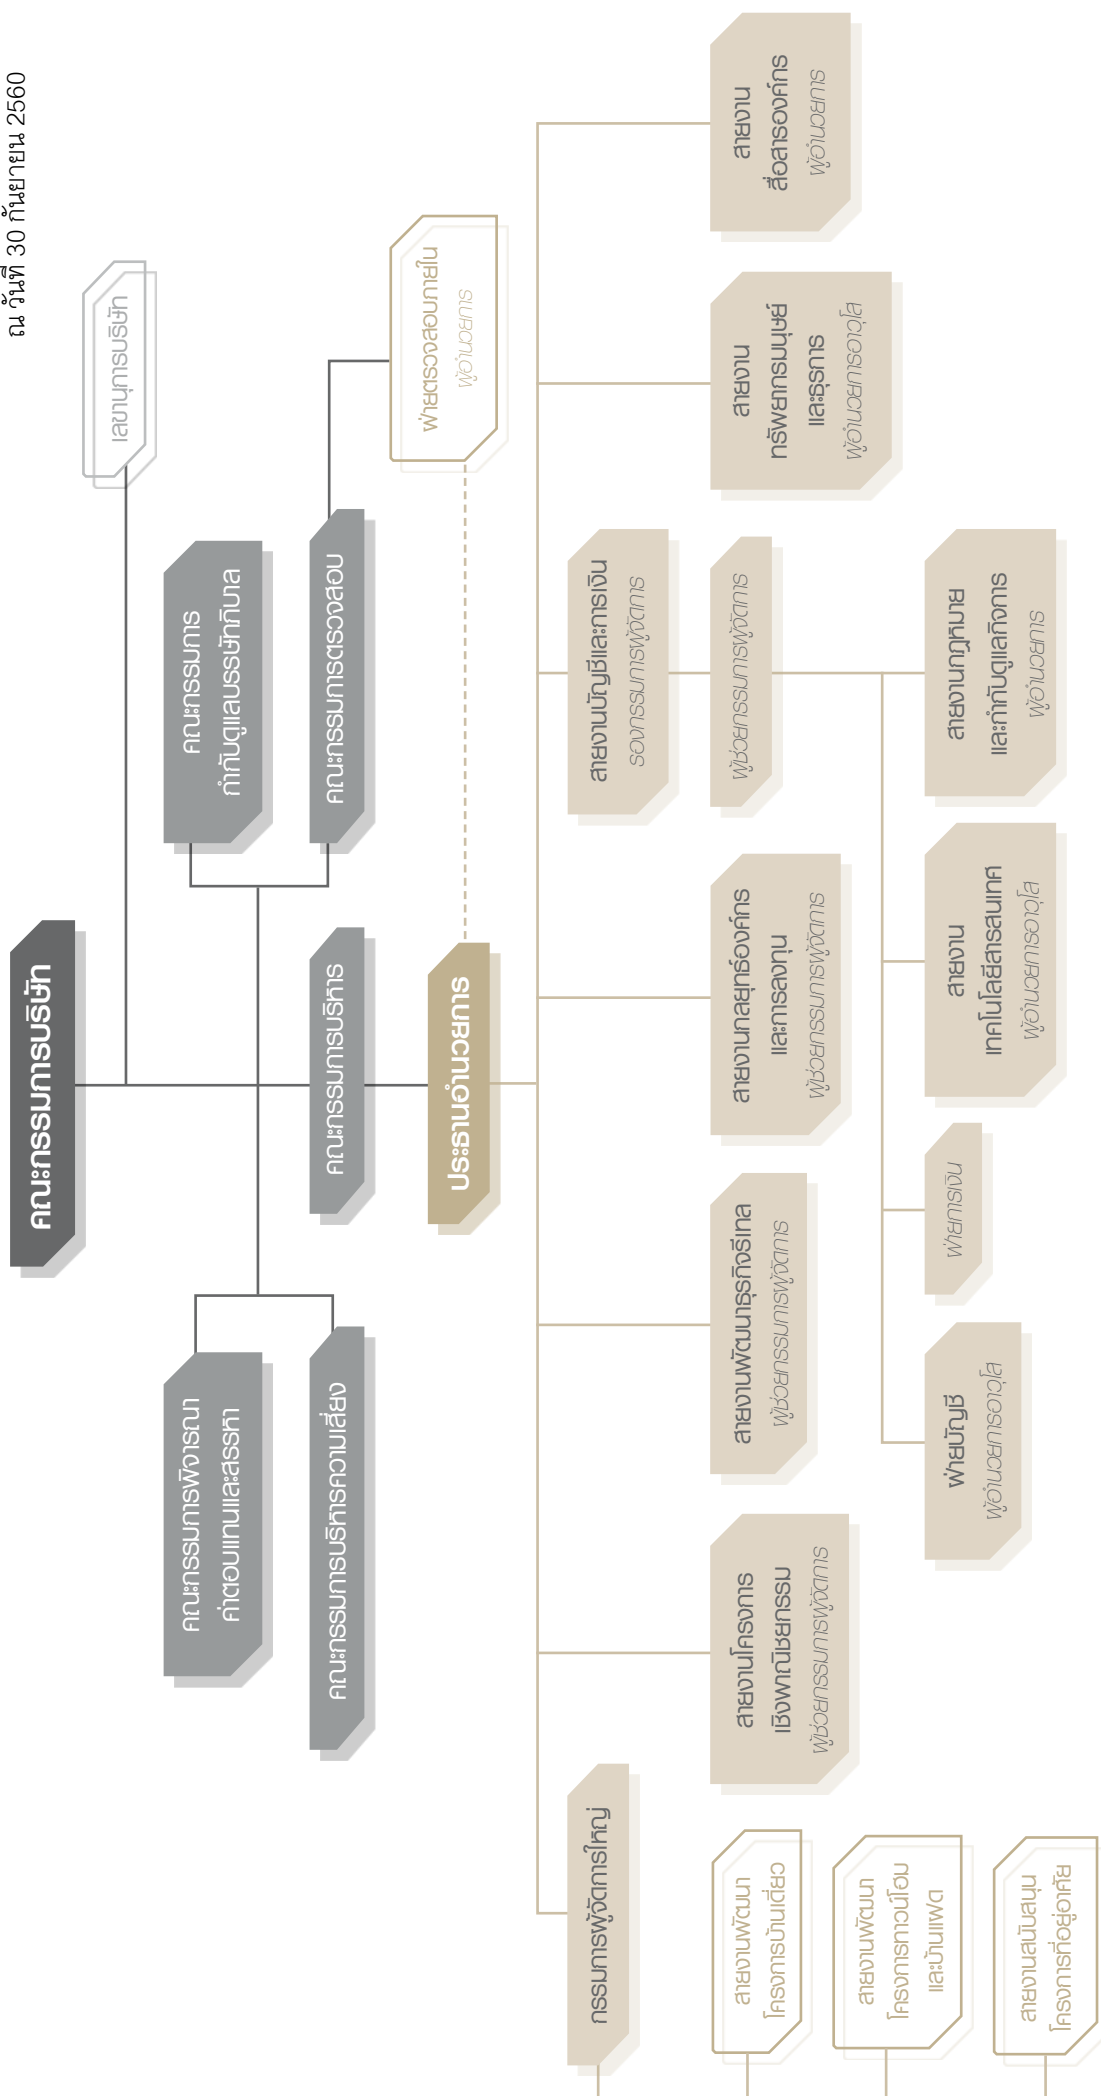 ณ วันที่ 30 กันยายน 2560
คณะกรรมการบริษัท
เลขานุการบริษัท
คณะกรรมการพิจารณา
ค่าตอบแทนและสรรหา
คณะกรรมการ
กำกับดูแลบรรษัทภิบาล
คณะกรรมการบริหารความเสี่ยง
คณะกรรมการบริหาร
คณะกรรมการตรวจสอบ
ประธานอำนวยการ
ฝ่ายตรวจสอบภายใน
ผู้อำนวยการ
กรรมการผู้จัดการใหญ่
สายงานบัญชีและการเงิน
รองกรรมการผู้จัดการ
สายงานพัฒนา
โครงการบ้านเดี่ยว
สายงานโครงการ
เชิงพาณิชยกรรม
ผู้ช่วยกรรมการผู้จัดการ
สายงานพัฒนาธุรกิจรีเทล
ผู้ช่วยกรรมการผู้จัดการ
สายงานกลยุทธ์องค์กร
และการลงทุน
ผู้ช่วยกรรมการผู้จัดการ
ผู้ช่วยกรรมการผู้จัดการ
สายงาน
ทรัพยากรมนุษย์
และธุรการ
ผู้อำนวยการอาวุโส
สายงาน
สื่อสารองค์กร
ผู้อำนวยการ
สายงานพัฒนา
โครงการทาวน์โฮม
และบ้านแฝด
ฝ่ายบัญชี
ผู้อำนวยการอาวุโส
ฝ่ายการเงิน
สายงาน
เทคโนโลยีสารสนเทศ
ผู้อำนวยการอาวุโส
สายงานกฎหมาย
และกำกับดูแลกิจการ
ผู้อำนวยการ
สายงานสนับสนุน
โครงการที่อยู่อาศัย